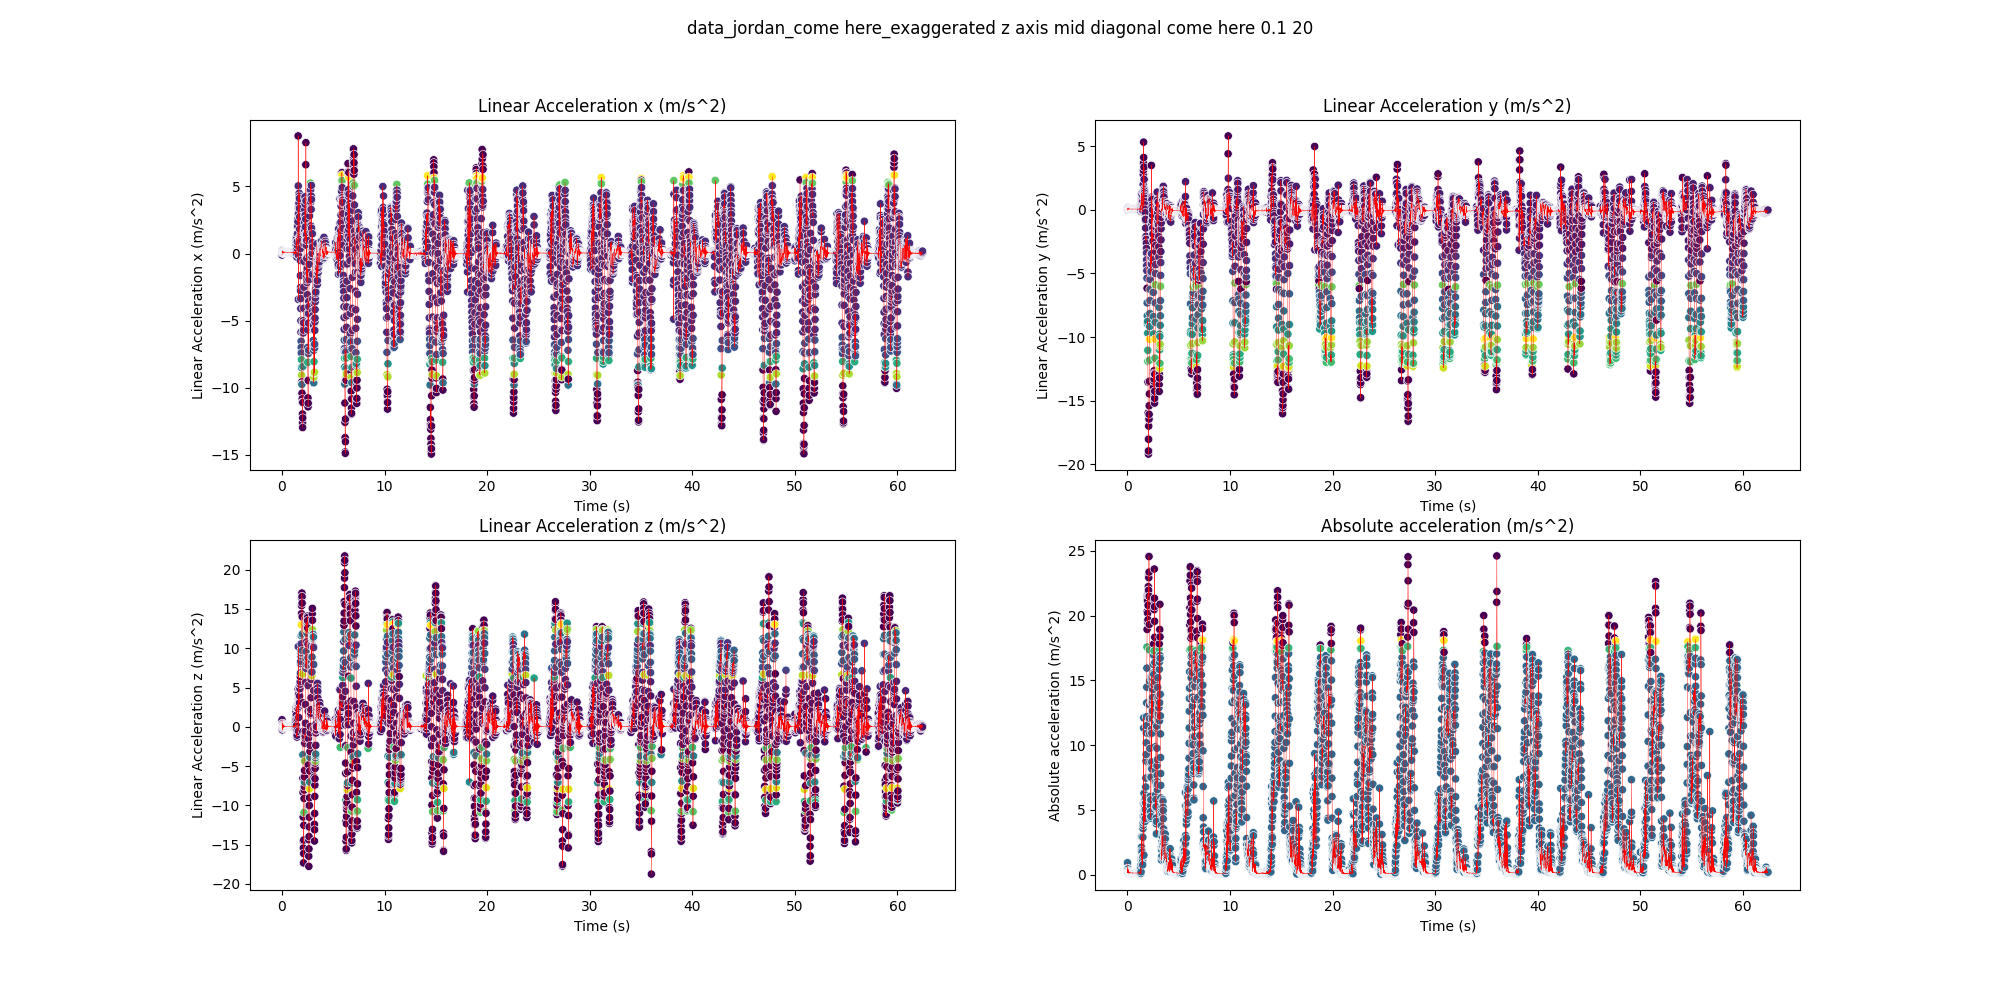 data_jordan_come here_exaggerated z axis mid diagonal come here 0.1 20
Linear Acceleration x (m/s^2)
Linear Acceleration x (m/s^2)
5
0
−5
−10
−15
0 10 20 30 40 50 60
Time (s)
Linear Acceleration y (m/s^2)
Linear Acceleration y (m/s^2)
5
0
−5
−10
−15
−20
0 10 20 30 40 50 60
Time (s)
Linear Acceleration z (m/s^2)
Linear Acceleration z (m/s^2)
20
15
10
5
0
−5
−10
−15
−20
0 10 20 30 40 50 60
Time (s)
Absolute acceleration (m/s^2)
Absolute acceleration (m/s^2)
25
20
15
10
5
0
0 10 20 30 40 50 60
Time (s)